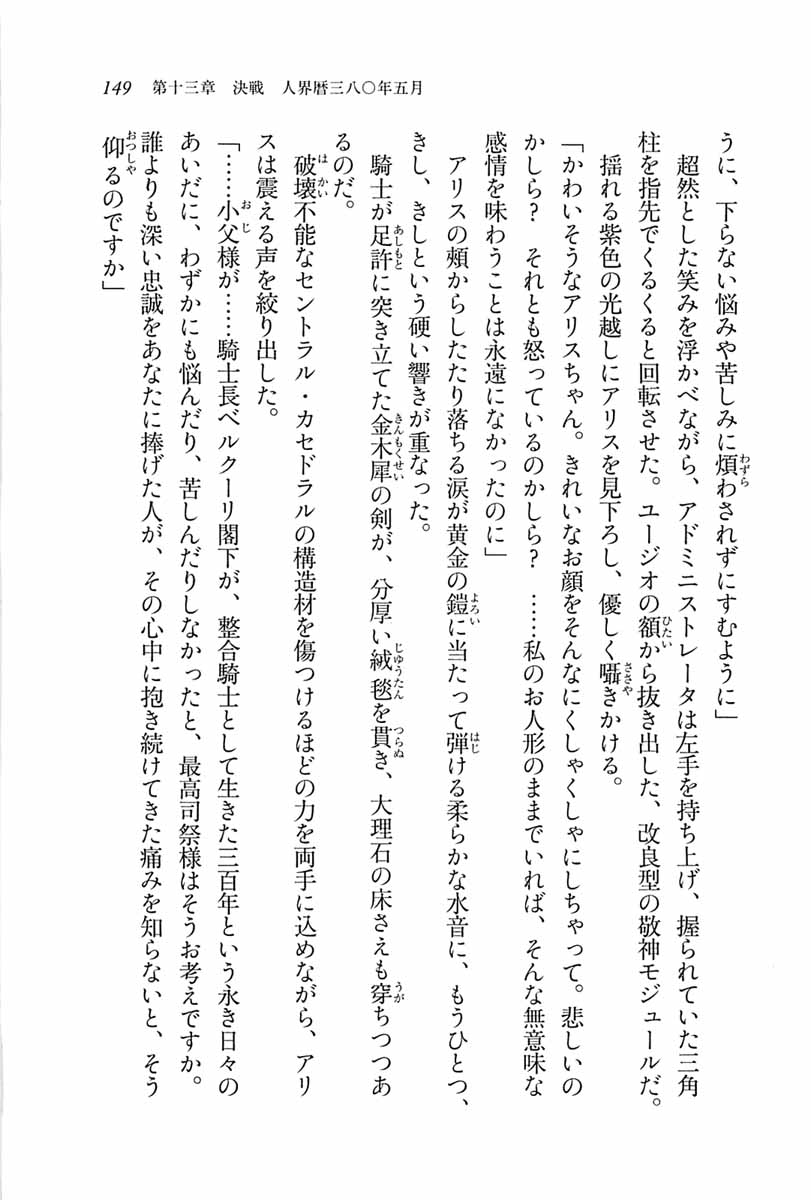 149 第十三章 決戦 人界暦三八〇年五月
うに、下らない悩みや苦しみに煩わされずにすむように」
超然とした笑みを浮かべながら、アドミニストレータは左手を持ち上げ、握られていた三角
柱を指先でくるくると回転させた。ユージオの額から抜き出した、改良型の敬神モジュールだ。
揺れる紫色の光越しにアリスを見下ろし、優しく囁きかける。
「かわいそうなアリスちゃん。きれいなお顔をそんなにくしゃくしゃにしちゃって。悲しいの
かしら？ それとも怒っているのかしら？ ……私のお人形のままでいれば、そんな無意味な
感情を味わうことは永遠になかったのに」
アリスの頰からしたたり落ちる涙が黄金の鎧に当たって弾ける柔らかな水音に、もうひとつ、
きし、きしという硬い響きが重なった。
騎士が足許に突き立てた金木犀の剣が、分厚い絨毯を貫き、大理石の床さえも穿ちつつあ
るのだ。
破壊不能なセントラル・カセドラルの構造材を傷つけるほどの力を両手に込めながら、アリ
スは震える声を絞り出した。
「……小父様が……騎士長ベルクーリ閣下が、整合騎士として生きた三百年という永き日々の
あいだに、わずかにも悩んだり、苦しんだりしなかったと、最高司祭様はそうお考えですか。
誰よりも深い忠誠をあなたに捧げた人が、その心中に抱き続けてきた痛みを知らないと、そう
仰るのですか」